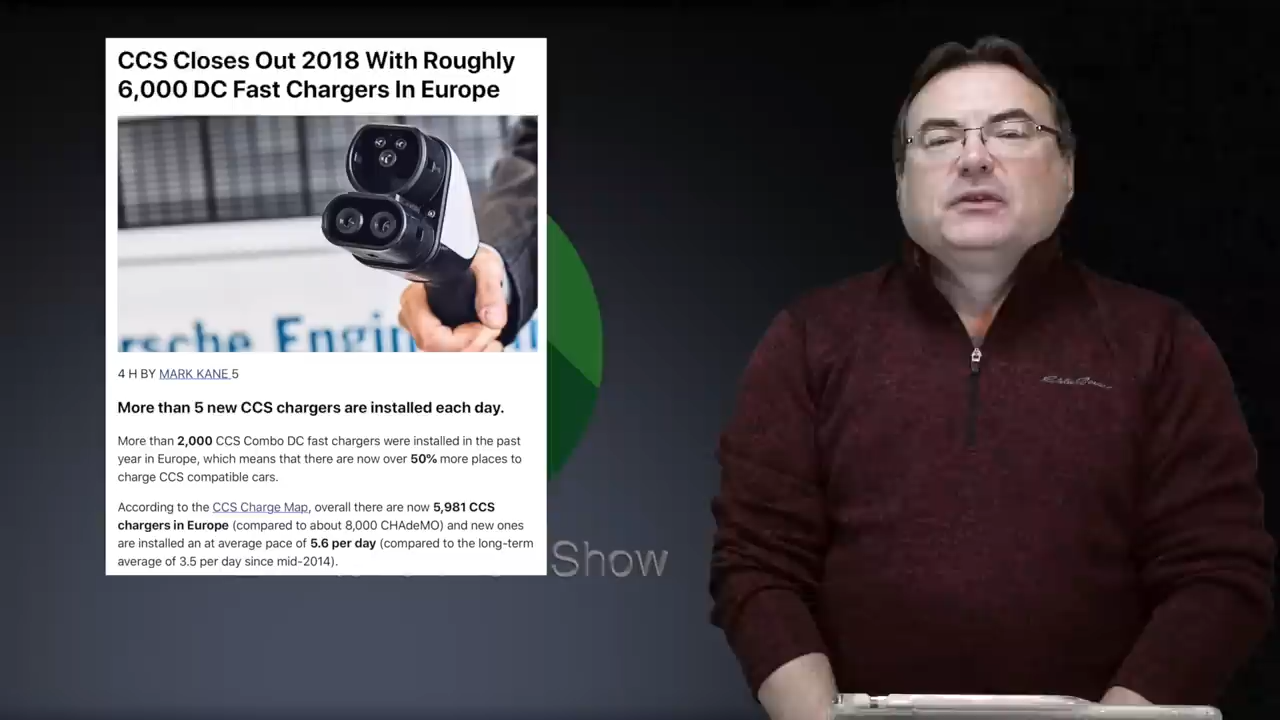 CCS Closes Out 2018 With Roughly
6,000 DC Fast Chargers In Europe
rsche Engin
4 H BY MARK KANE 5
More than 5 new CCS chargers are installed each day.
More than 2,000 CCS Combo DC fast chargers were installed in the past
year in Europe, which means that there are now over 50% more places to
charge CCS compatible cars.
According to the CCS Charge Map, overall there are now 5,981 CCS
chargers in Europe (compared to about 8,000 CHAdeMO) and new ones
are installed an at average pace of 5.6 per day (compared to the long-term
average of 3.5 per day since mid-2014).
Show
Eddie Bauer